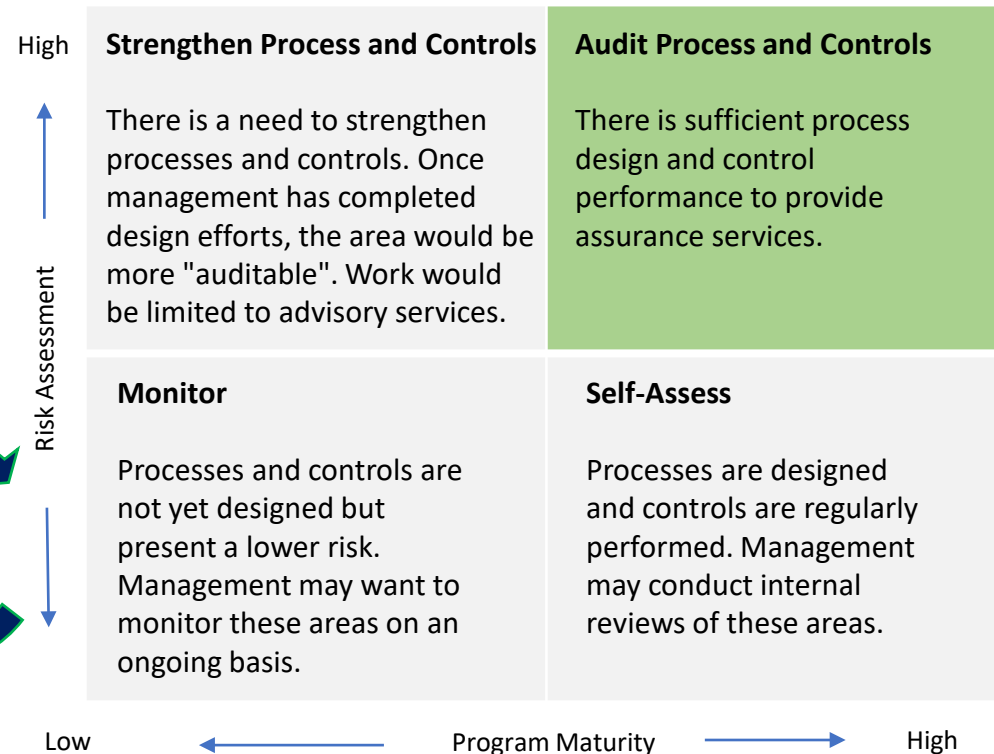 High
Strengthen Process and Controls
There is a need to strengthen
processes and controls. Once
management has completed
design efforts, the area would be
more "auditable". Work would
be limited to advisory services.
Audit Process and Controls
There is sufficient process
design and control
performance to provide
assurance services.
Risk Assessment
Monitor
Processes and controls are
not yet designed but
present a lower risk.
Management may want to
monitor these areas on an
ongoing basis.
Self-Assess
Processes are designed
and controls are regularly
performed. Management
may conduct internal
reviews of these areas.
Low
Program Maturity
High